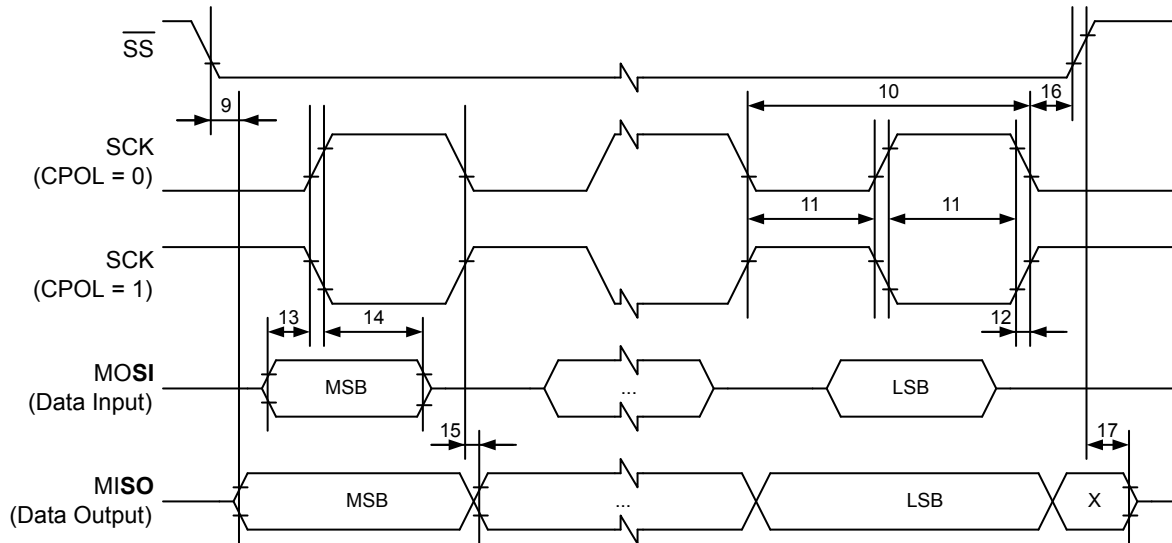 SS
9
10
16
SCK
(CPOL = 0)
11
11
SCK
(CPOL = 1)
13
14
12
MOSI
(Data Input)
MSB
...
LSB
15
17
MISO
(Data Output)
MSB
...
LSB
X